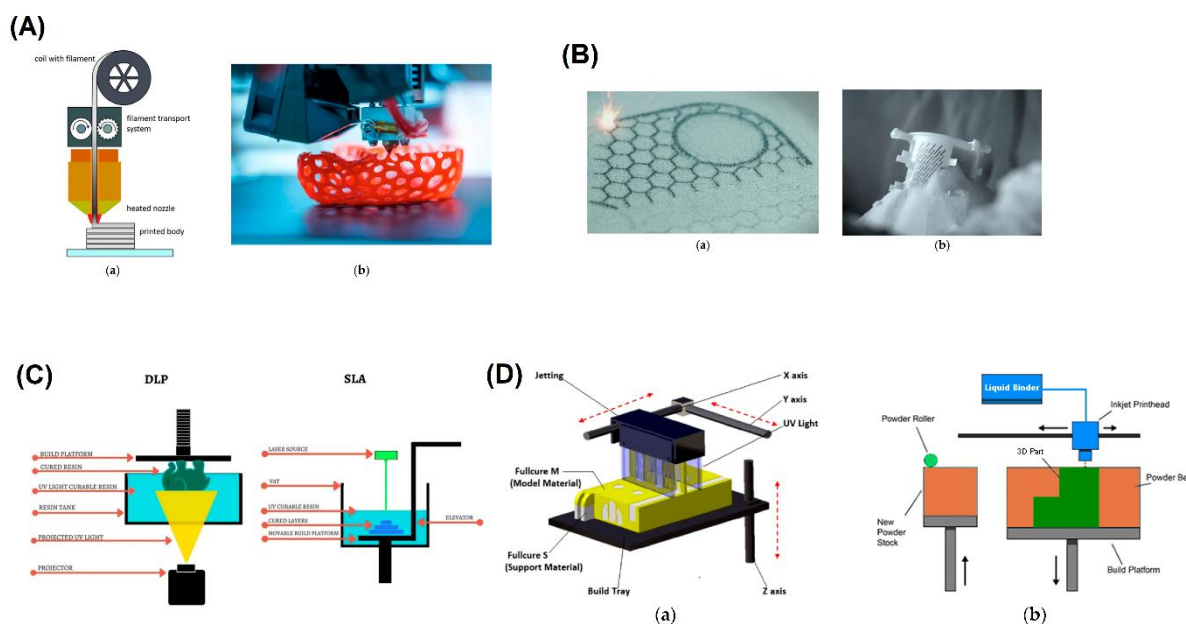 (A)
coil with filament
filament transport
system
heated nozzle
printed body
(a)
(b)
(B)
(a)
(b)
(C)
DLP
BUILD PLATFORM
CURED RESIN
UV LIGHT CURABLE RESIN
RESIN TANK
PROJECTED UV LIGHT
PROJECTOR
SLA
LASER SOURCE
VAT
UV CURABLE RESIN
CURED LAYERS
MOVABLE BUILD PLATFORM
ELEVATOR
(D)
Jetting
X axis
Y axis
UV Light
Fullcure M
(Model Material)
Fullcure S
(Support Material)
Build Tray
Z axis
(a)
Liquid Binder
Powder Roller
Inkjet Printhead
3D Part
Powder Be
New
Powder
Stock
Build Platform
(b)